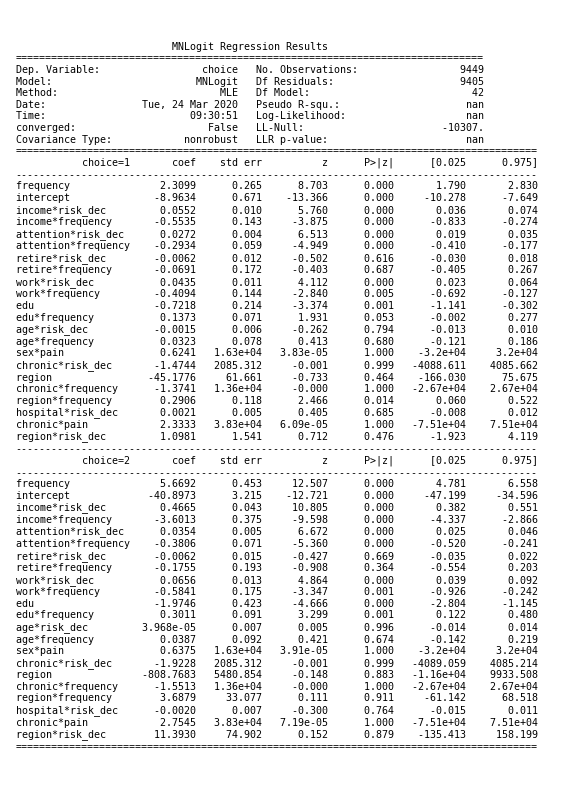 MNLogit Regression Results
==============================================================================
Dep. Variable:                 choice   No. Observations:                 9449
Model:                        MNLogit   Df Residuals:                     9405
Method:                           MLE   Df Model:                           42
Date:                Tue, 24 Mar 2020   Pseudo R-squ.:                     nan
Time:                        09:30:51   Log-Likelihood:                    nan
converged:                      False   LL-Null:                       -10307.
Covariance Type:            nonrobust   LLR p-value:                       nan
=======================================================================================
choice=1       coef    std err          z      P>|z|      [0.025      0.975]
---------------------------------------------------------------------------------------
frequency               2.3099      0.265      8.703      0.000       1.790       2.830
intercept              -8.9634      0.671    -13.366      0.000     -10.278      -7.649
income*risk_dec         0.0552      0.010      5.760      0.000       0.036       0.074
income*frequency       -0.5535      0.143     -3.875      0.000      -0.833      -0.274
attention*risk_dec      0.0272      0.004      6.513      0.000       0.019       0.035
attention*frequency    -0.2934      0.059     -4.949      0.000      -0.410      -0.177
retire*risk_dec        -0.0062      0.012     -0.502      0.616      -0.030       0.018
retire*frequency       -0.0691      0.172     -0.403      0.687      -0.405       0.267
work*risk_dec           0.0435      0.011      4.112      0.000       0.023       0.064
work*frequency         -0.4094      0.144     -2.840      0.005      -0.692      -0.127
edu                    -0.7218      0.214     -3.374      0.001      -1.141      -0.302
edu*frequency           0.1373      0.071      1.931      0.053      -0.002       0.277
age*risk_dec           -0.0015      0.006     -0.262      0.794      -0.013       0.010
age*frequency           0.0323      0.078      0.413      0.680      -0.121       0.186
sex*pain                0.6241   1.63e+04   3.83e-05      1.000    -3.2e+04     3.2e+04
chronic*risk_dec       -1.4744   2085.312     -0.001      0.999   -4088.611    4085.662
region                -45.1776     61.661     -0.733      0.464    -166.030      75.675
chronic*frequency      -1.3741   1.36e+04     -0.000      1.000   -2.67e+04    2.67e+04
region*frequency        0.2906      0.118      2.466      0.014       0.060       0.522
hospital*risk_dec       0.0021      0.005      0.405      0.685      -0.008       0.012
chronic*pain            2.3333   3.83e+04   6.09e-05      1.000   -7.51e+04    7.51e+04
region*risk_dec         1.0981      1.541      0.712      0.476      -1.923       4.119
---------------------------------------------------------------------------------------
choice=2       coef    std err          z      P>|z|      [0.025      0.975]
---------------------------------------------------------------------------------------
frequency               5.6692      0.453     12.507      0.000       4.781       6.558
intercept             -40.8973      3.215    -12.721      0.000     -47.199     -34.596
income*risk_dec         0.4665      0.043     10.805      0.000       0.382       0.551
income*frequency       -3.6013      0.375     -9.598      0.000      -4.337      -2.866
attention*risk_dec      0.0354      0.005      6.672      0.000       0.025       0.046
attention*frequency    -0.3806      0.071     -5.360      0.000      -0.520      -0.241
retire*risk_dec        -0.0062      0.015     -0.427      0.669      -0.035       0.022
retire*frequency       -0.1755      0.193     -0.908      0.364      -0.554       0.203
work*risk_dec           0.0656      0.013      4.864      0.000       0.039       0.092
work*frequency         -0.5841      0.175     -3.347      0.001      -0.926      -0.242
edu                    -1.9746      0.423     -4.666      0.000      -2.804      -1.145
edu*frequency           0.3011      0.091      3.299      0.001       0.122       0.480
age*risk_dec         3.968e-05      0.007      0.005      0.996      -0.014       0.014
age*frequency           0.0387      0.092      0.421      0.674      -0.142       0.219
sex*pain                0.6375   1.63e+04   3.91e-05      1.000    -3.2e+04     3.2e+04
chronic*risk_dec       -1.9228   2085.312     -0.001      0.999   -4089.059    4085.214
region               -808.7683   5480.854     -0.148      0.883   -1.16e+04    9933.508
chronic*frequency      -1.5513   1.36e+04     -0.000      1.000   -2.67e+04    2.67e+04
region*frequency        3.6879     33.077      0.111      0.911     -61.142      68.518
hospital*risk_dec      -0.0020      0.007     -0.300      0.764      -0.015       0.011
chronic*pain            2.7545   3.83e+04   7.19e-05      1.000   -7.51e+04    7.51e+04
region*risk_dec        11.3930     74.902      0.152      0.879    -135.413     158.199
=======================================================================================